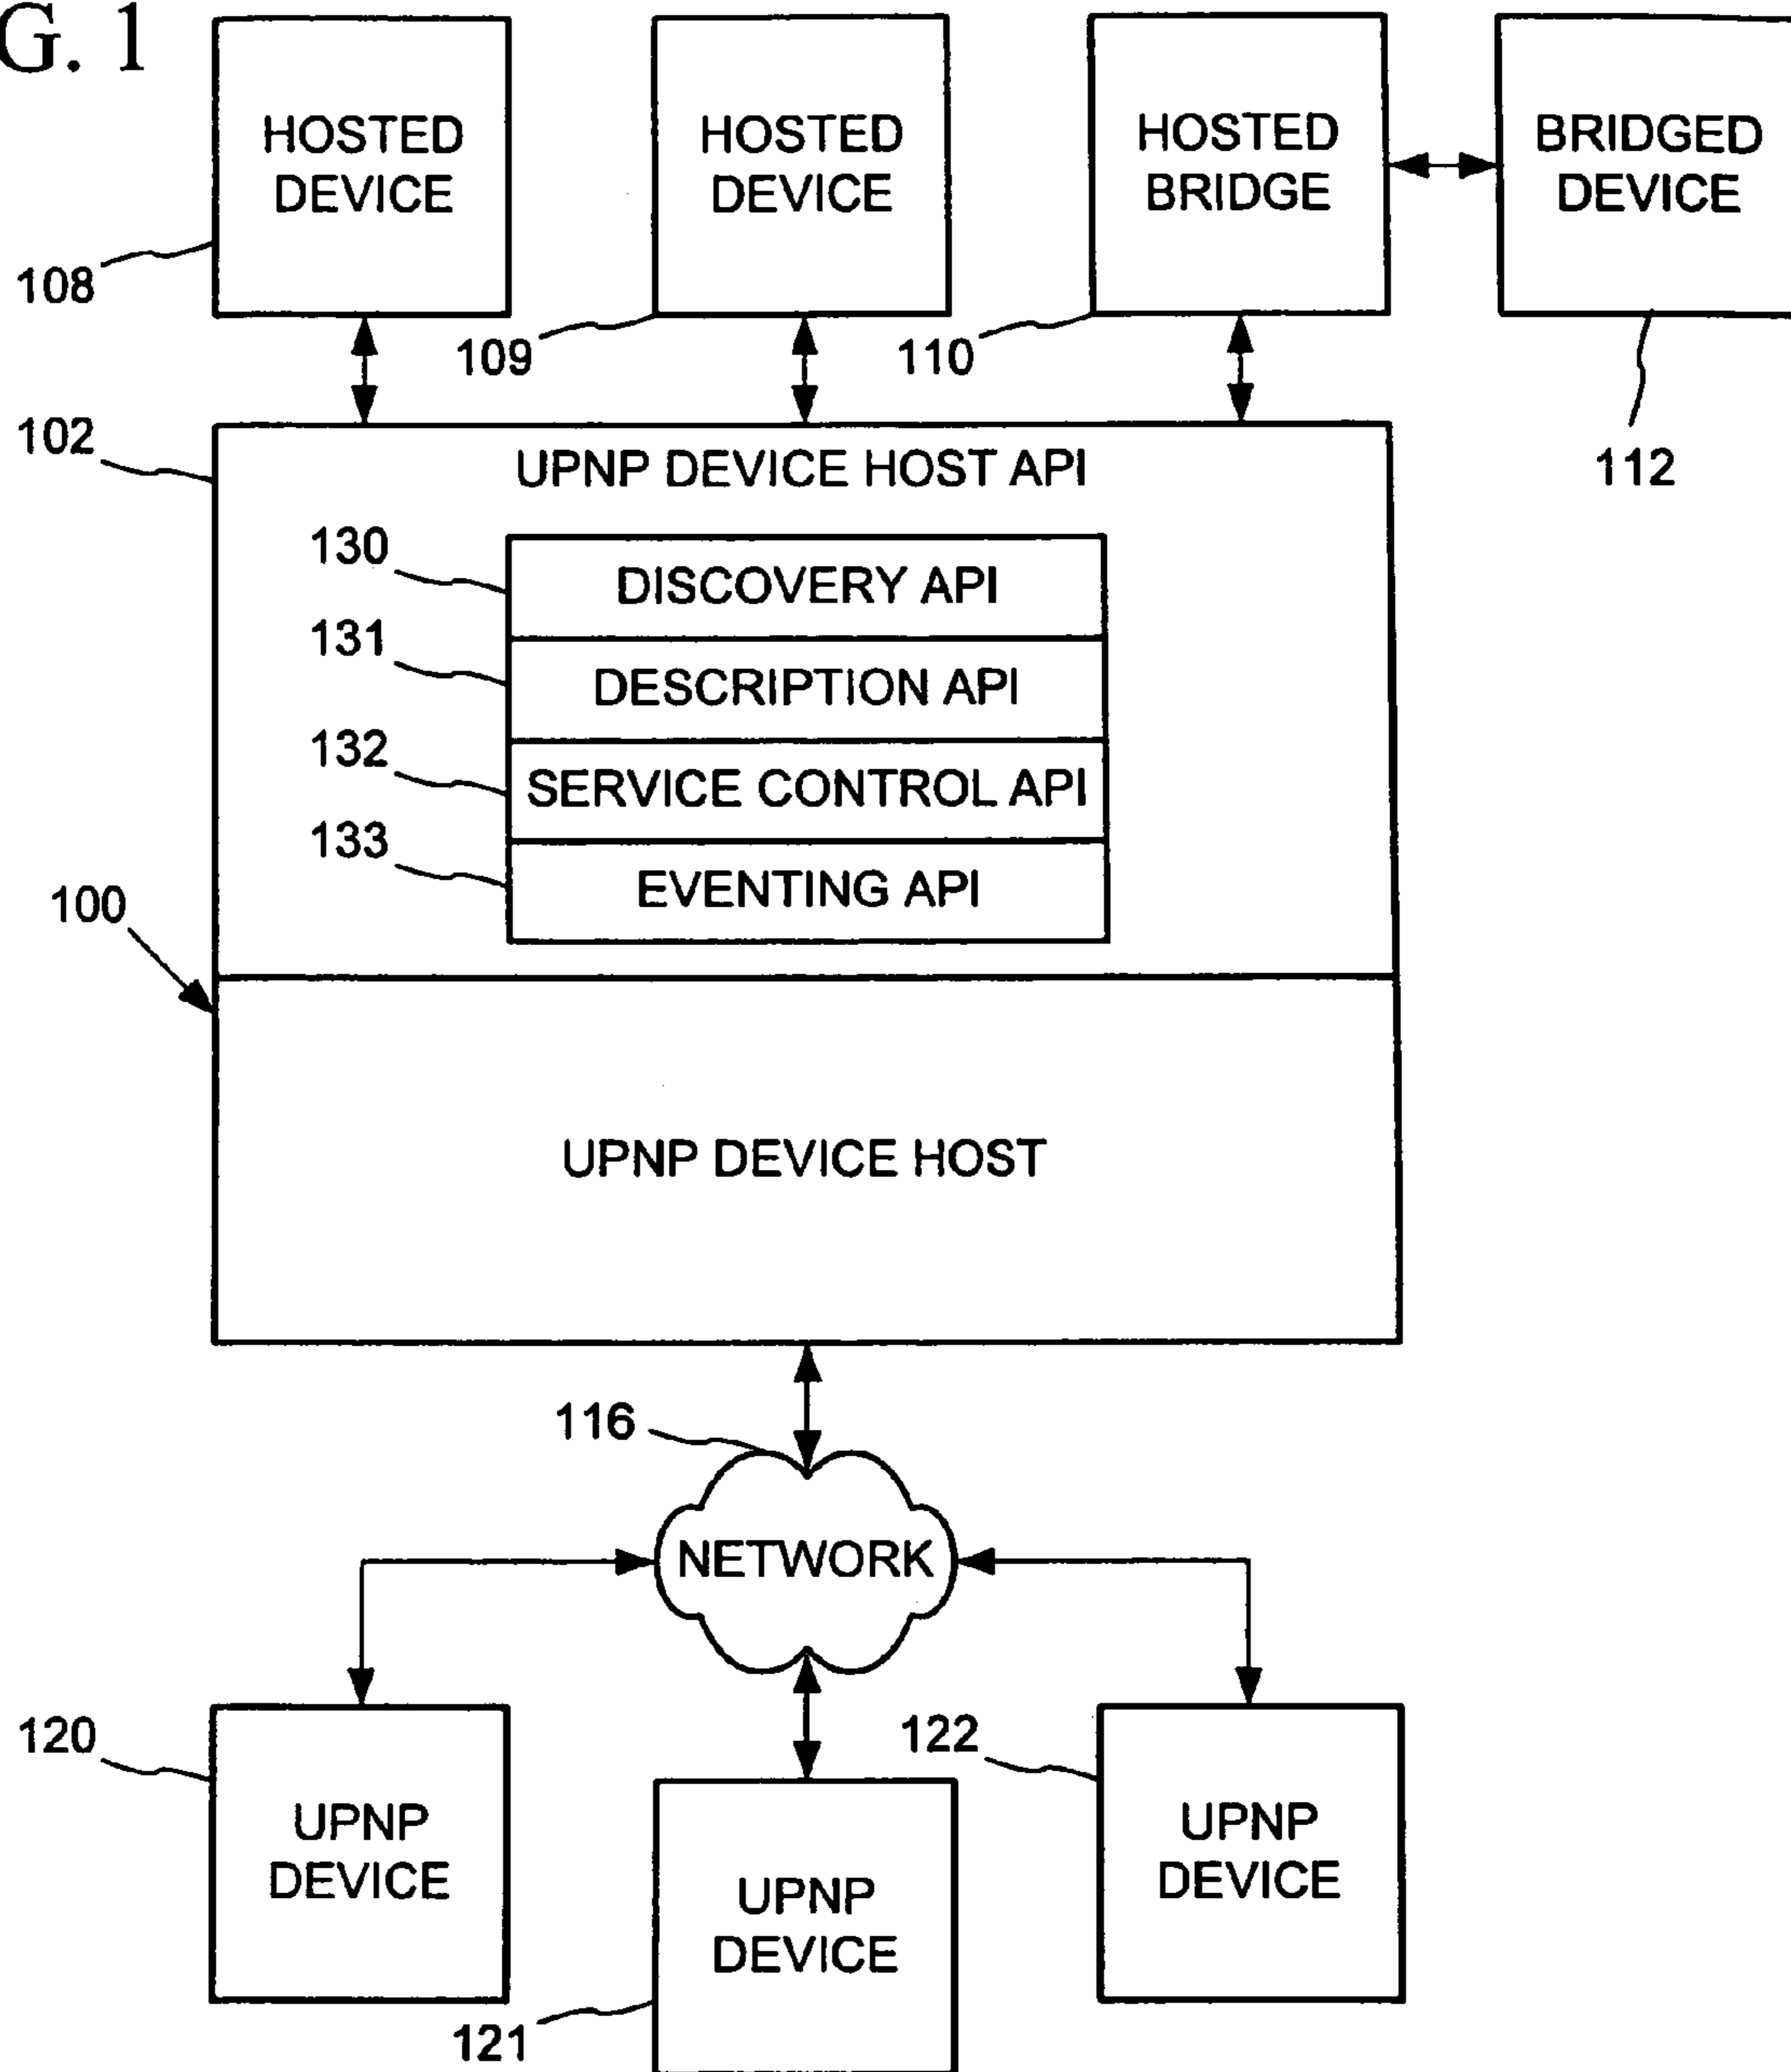 G. 1
HOSTED
DEVICE
HOSTED
DEVICE
HOSTED
BRIDGE
BRIDGED
DEVICE
108
109
110
112
102
UPNP DEVICE HOST API
130
DISCOVERY API
131
DESCRIPTION API
132
SERVICE CONTROL API
133
EVENTING API
100
UPNP DEVICE HOST
116
NETWORK
120
UPNP
DEVICE
121
UPNP
DEVICE
122
UPNP
DEVICE